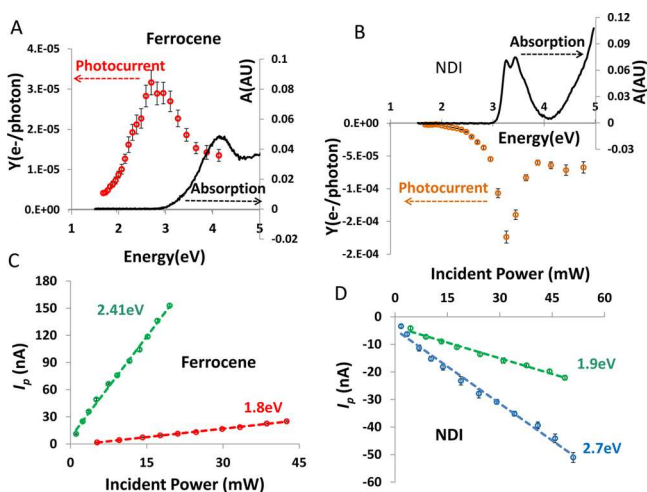 A
Ferrocene
4.E-05
3.E-05
2.E-05
1.E-05
0.E+00
Y(e-/photon)
Photocurrent
Absorption
0.1
0.08
0.06
0.04
0.02
0
-0.02
A(AU)
1 2 3 4 5
Energy(eV)
B
NDI
Absorption
0.12
0.09
0.06
0.03
0.00
-0.03
A(AU)
1 2 3 4 5
Energy(eV)
0.E+00
-5.E-05
-1.E-04
-2.E-04
-2.E-04
Y(e-/photon)
Photocurrent
C
180
150
120
90
60
30
0
Ip (nA)
2.41eV
Ferrocene
1.8eV
0 15 30 45
Incident Power (mW)
Incident Power (mW)
D
0 15 30 45 60
0
-10
-20
-30
-40
-50
-60
Ip (nA)
1.9eV
NDI
2.7eV